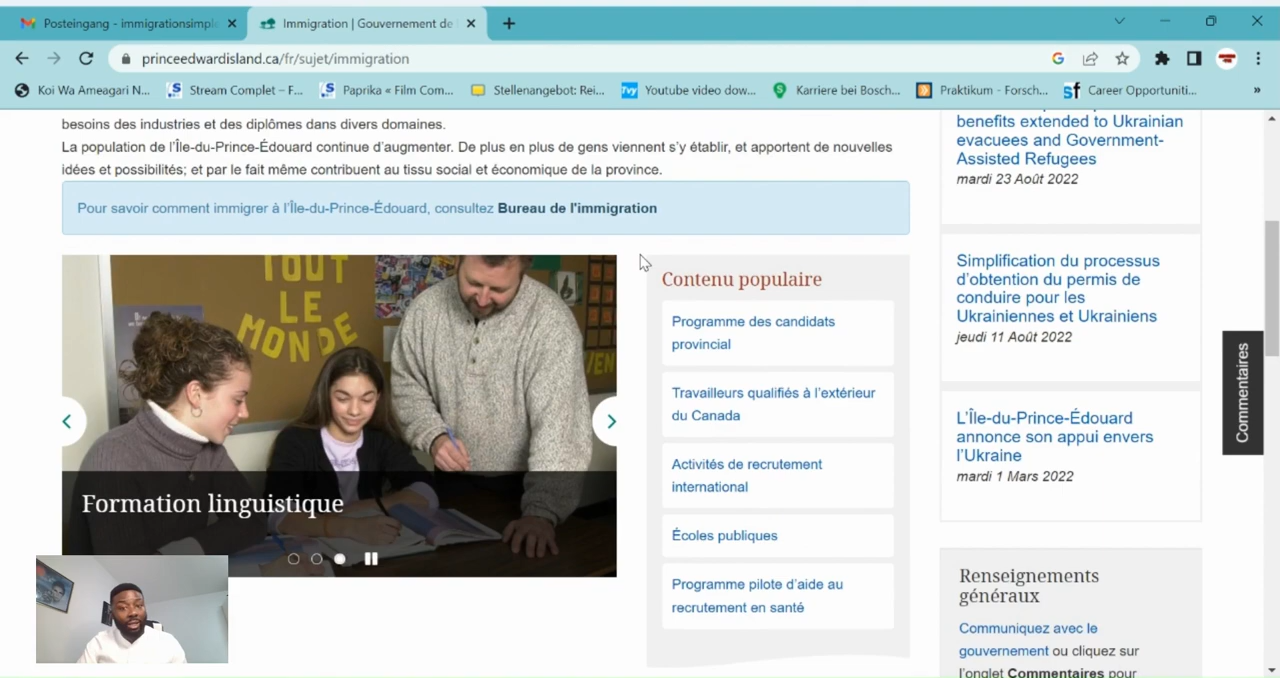 Posteingang - immigrationsimpl
Immigration | Gouvernement de
princeedwardisland.ca/fr/sujet/immigration
Koi Wa Ameagari N...
Stream Complet – F...
Paprika « Film Com...
Stellenangebot: Rei...
Youtube video dow...
Karriere bei Bosch...
Praktikum - Forsch...
Career Opportuniti...
besoins des industries et des diplômes dans divers domaines.
La population de l'Île-du-Prince-Édouard continue d'augmenter. De plus en plus de gens viennent s'y établir, et apportent de nouvelles
idées et possibilités; et par le fait même contribuent au tissu social et économique de la province.
Pour savoir comment immigrer à l'Île-du-Prince-Édouard, consultez Bureau de l'immigration
TOUT
LE
MONDE
Formation linguistique
Contenu populaire
Programme des candidats
provincial
Travailleurs qualifiés à l'extérieur
du Canada
Activités de recrutement
international
Écoles publiques
Programme pilote d'aide au
recrutement en santé
benefits extended to Ukrainian
evacuees and Government-
Assisted Refugees
mardi 23 Août 2022
Simplification du processus
d'obtention du permis de
conduire pour les
Ukrainiennes et Ukrainiens
jeudi 11 Août 2022
L'Île-du-Prince-Édouard
annonce son appui envers
l'Ukraine
mardi 1 Mars 2022
Renseignements
généraux
Communiquez avec le
gouvernement ou cliquez sur
l'onglet Commentaires pour
Commentaires